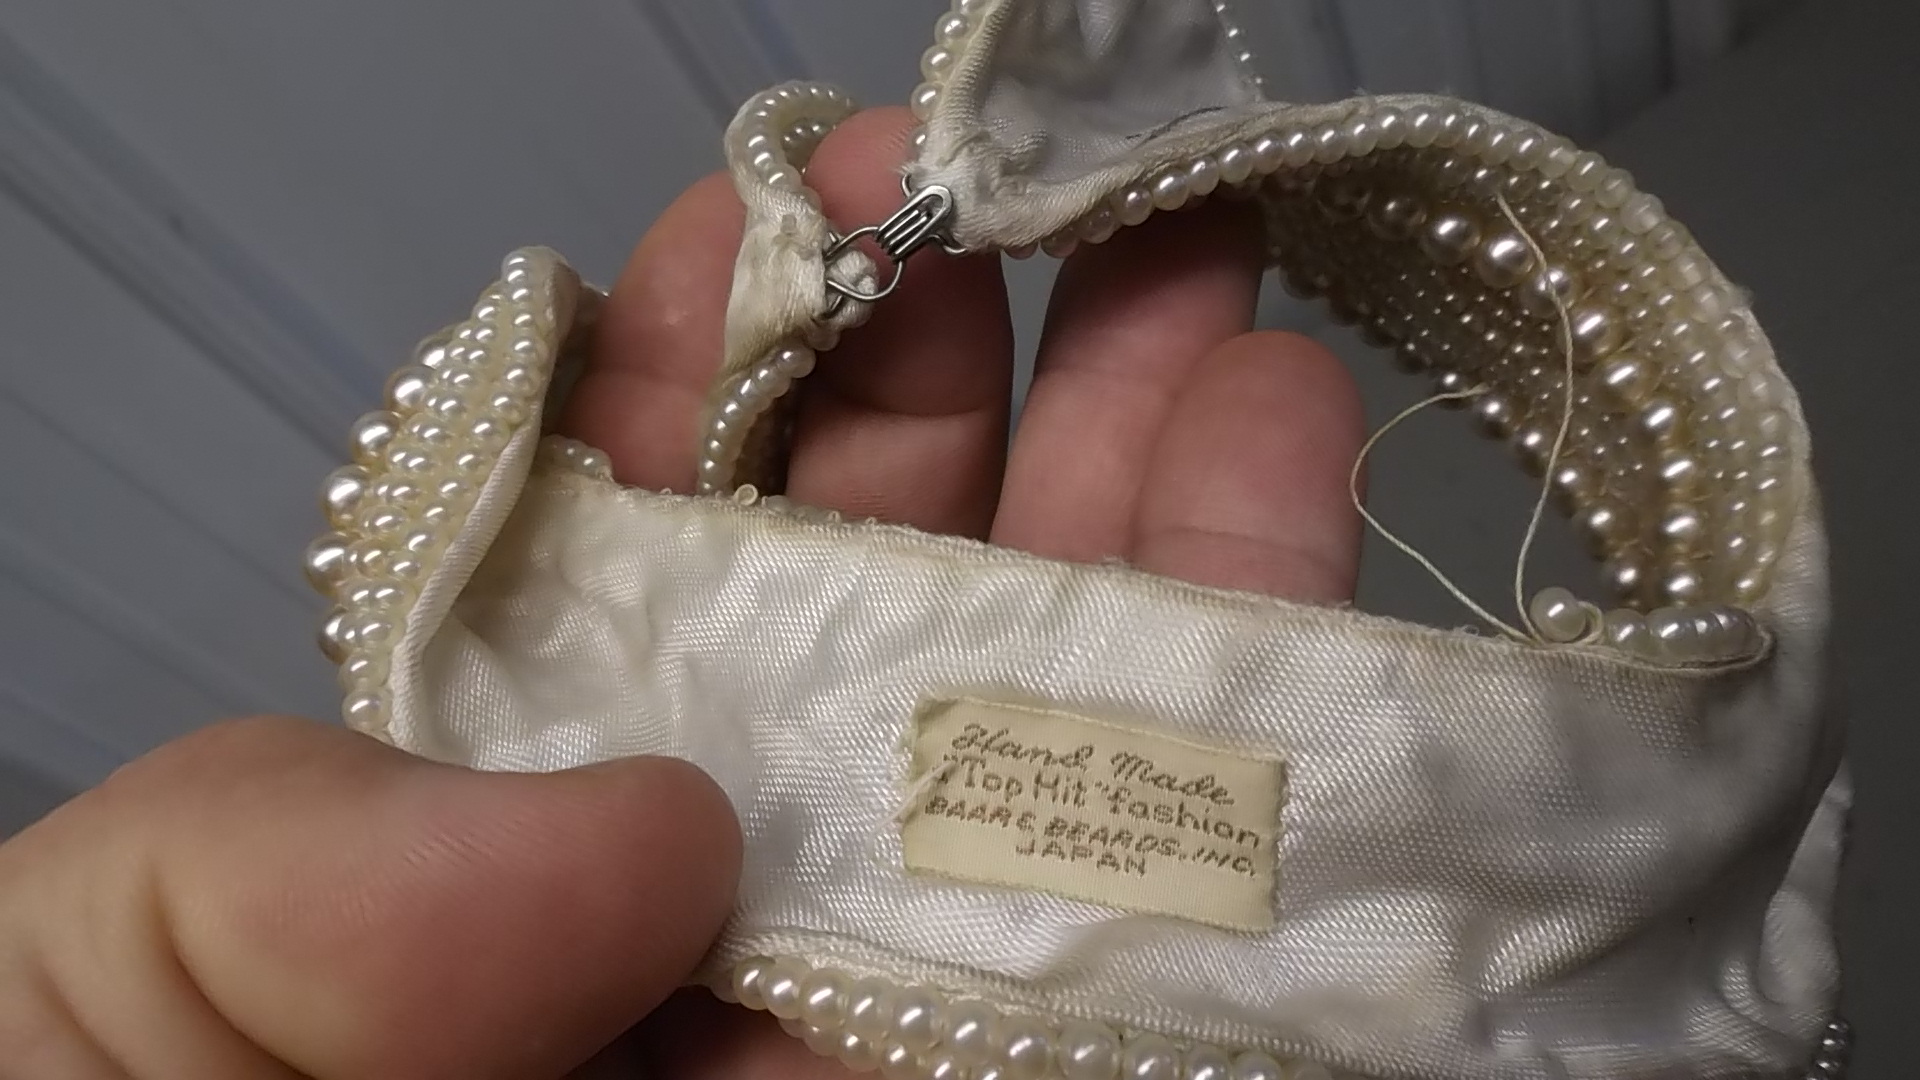 Hand Made
"Top Hit" fashion
BAAR & BEARDS, INC.
JAPAN